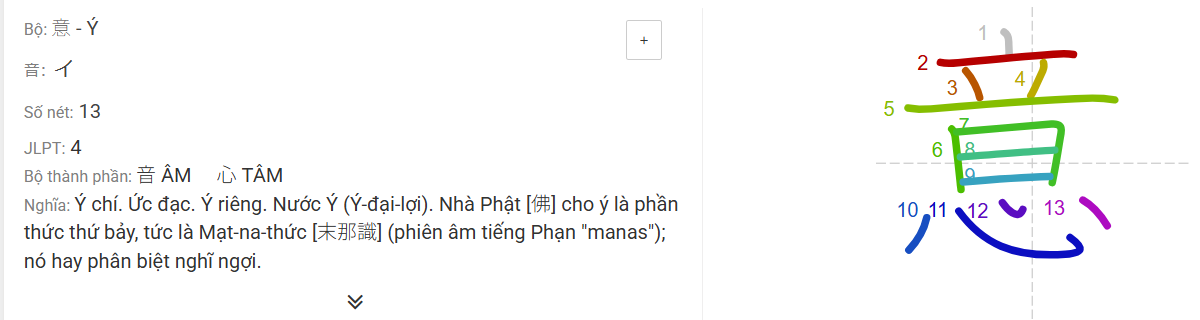 Bộ: 意 - Ý
+
音: イ
Số nét: 13
JLPT: 4
Bộ thành phần: 音 ÂM 心 TÂM
Nghĩa: Ý chí. Ức đạc. Ý riêng. Nước Ý (Ý-đại-lợi). Nhà Phật [佛] cho ý là phần
thức thứ bảy, tức là Mạt-na-thức [末那識] (phiên âm tiếng Phạn "manas");
nó hay phân biệt nghĩ ngợi.
意
1
2
3
4
5
6
7
8
9
10
11
12
13